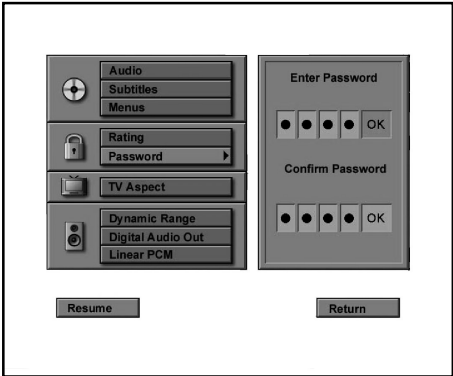 Audio
Subtitles
Menus
Rating
Password
TV Aspect
Dynamic Range
Digital Audio Out
Linear PCM
Enter Password
OK
Confirm Password
OK
Resume
Return